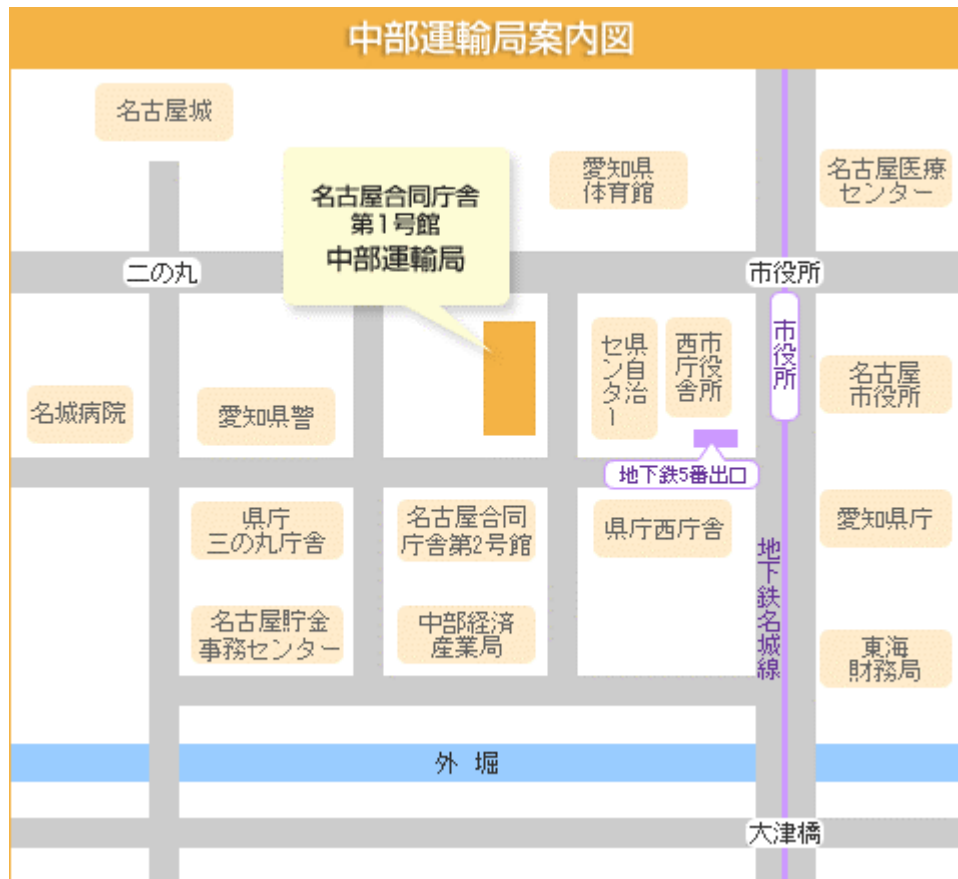 中部運輸局案内図
名古屋城
名古屋合同庁舎
第1号館
中部運輸局
愛知県
体育館
名古屋医療
センター
二の丸
市役所
市役所
名城病院
愛知県警
県自治
センター
市役所
西庁舎
名古屋
市役所
地下鉄5番出口
県庁
三の丸庁舎
名古屋合同
庁舎第2号館
県庁西庁舎
愛知県庁
地下鉄名城線
名古屋貯金
事務センター
中部経済
産業局
東海
財務局
外堀
大津橋